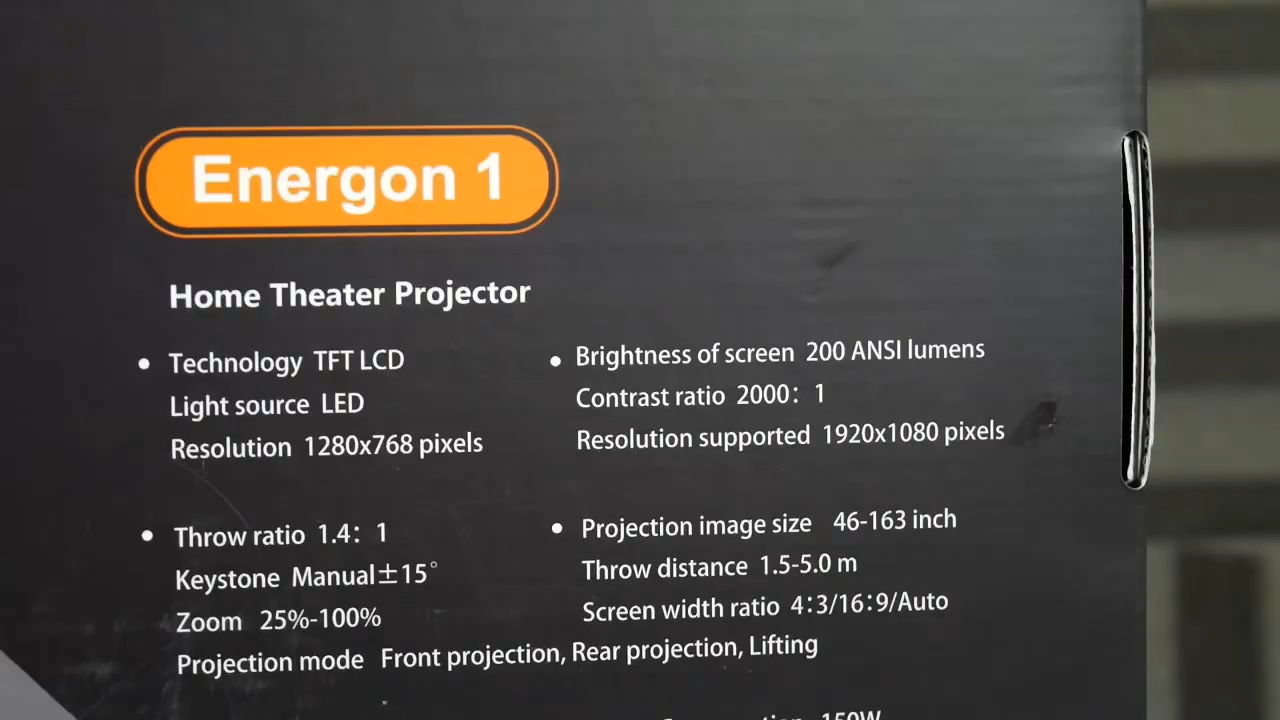 Energon 1
Home Theater Projector
• Technology TFT LCD
Light source LED
Resolution 1280x768 pixels
• Brightness of screen 200 ANSI lumens
Contrast ratio 2000: 1
Resolution supported 1920x1080 pixels
• Throw ratio 1.4: 1
Keystone Manual±15°
Zoom 25%-100%
• Projection image size 46-163 inch
Throw distance 1.5-5.0 m
Screen width ratio 4:3/16:9/Auto
Projection mode Front projection, Rear projection, Lifting
150W